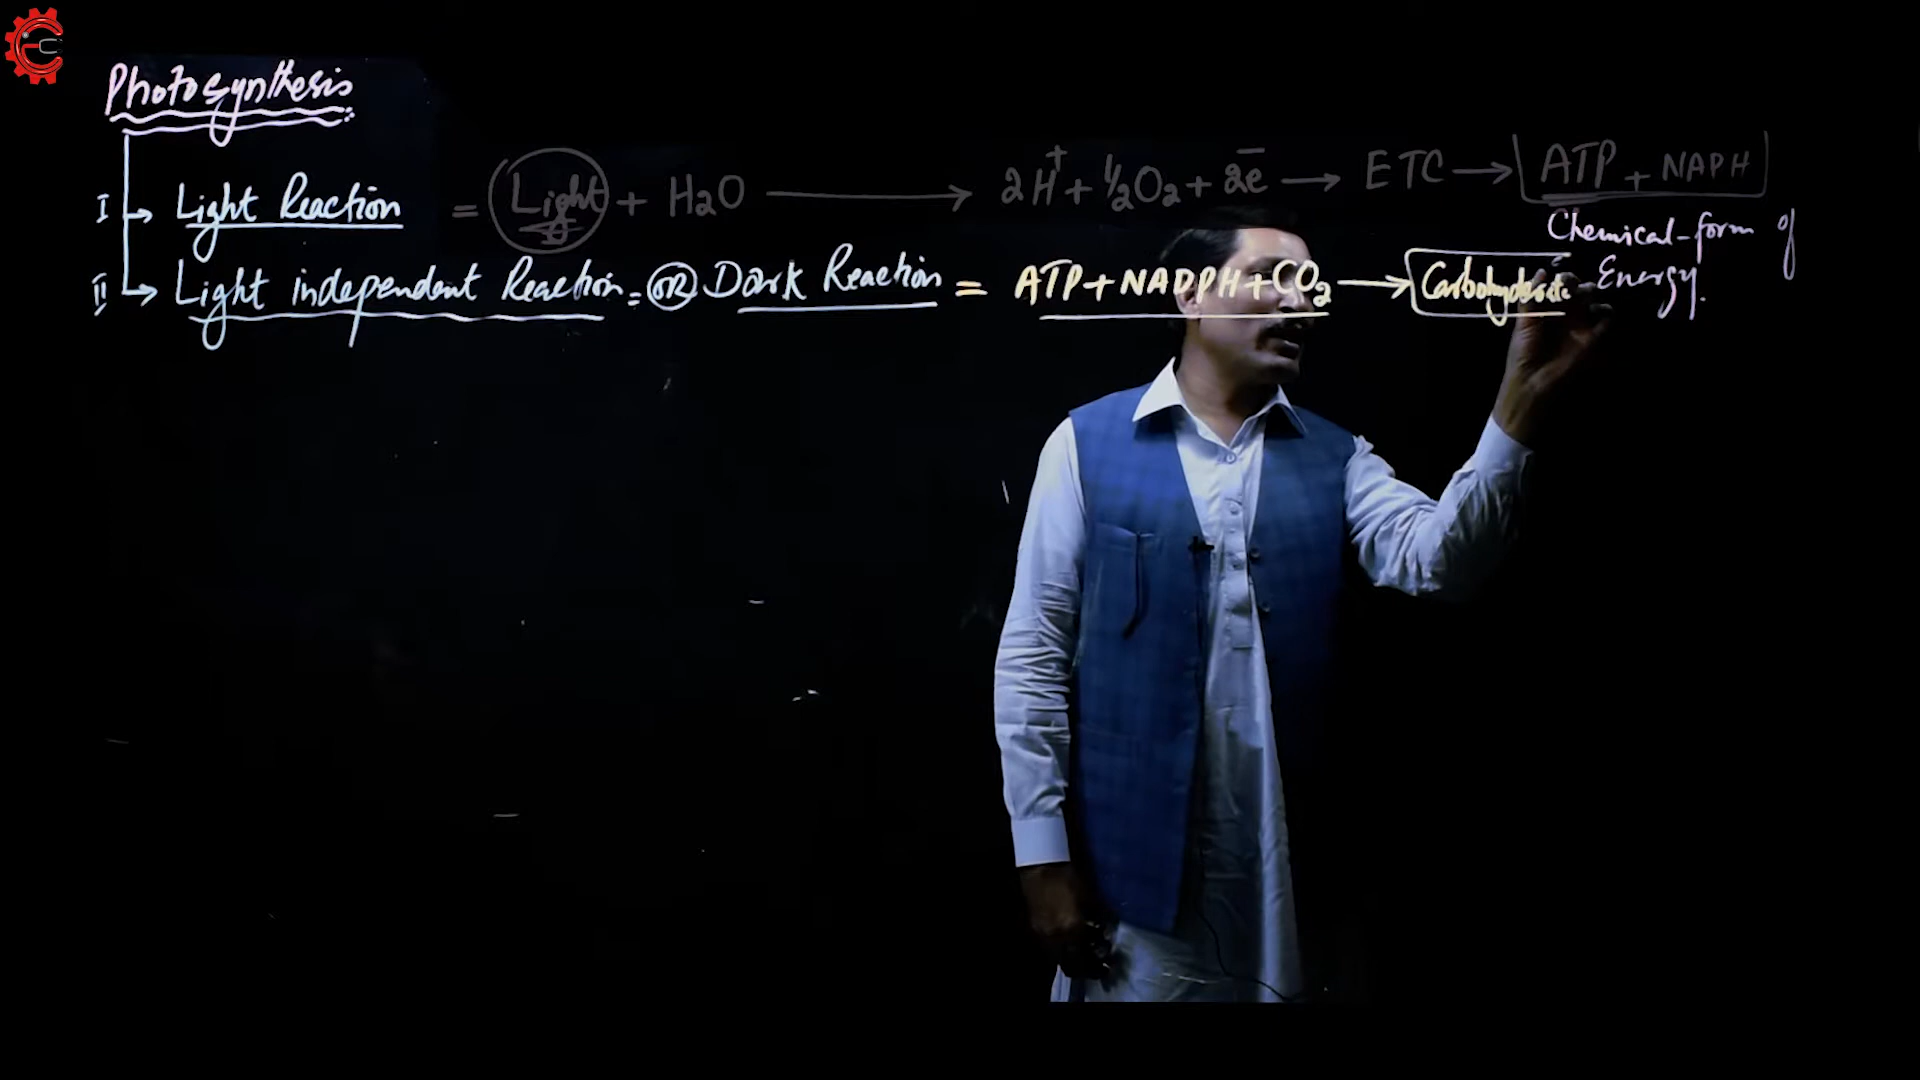 Photosynthesis
I → Light Reaction = Light + H2O → 2H⁺ + ½O₂ + 2e⁻ → ETC → ATP + NAPH
Chemical-form of Energy.
II → Light independent Reaction = OR Dark Reaction = ATP + NADPH + CO₂ → Carbohydrate